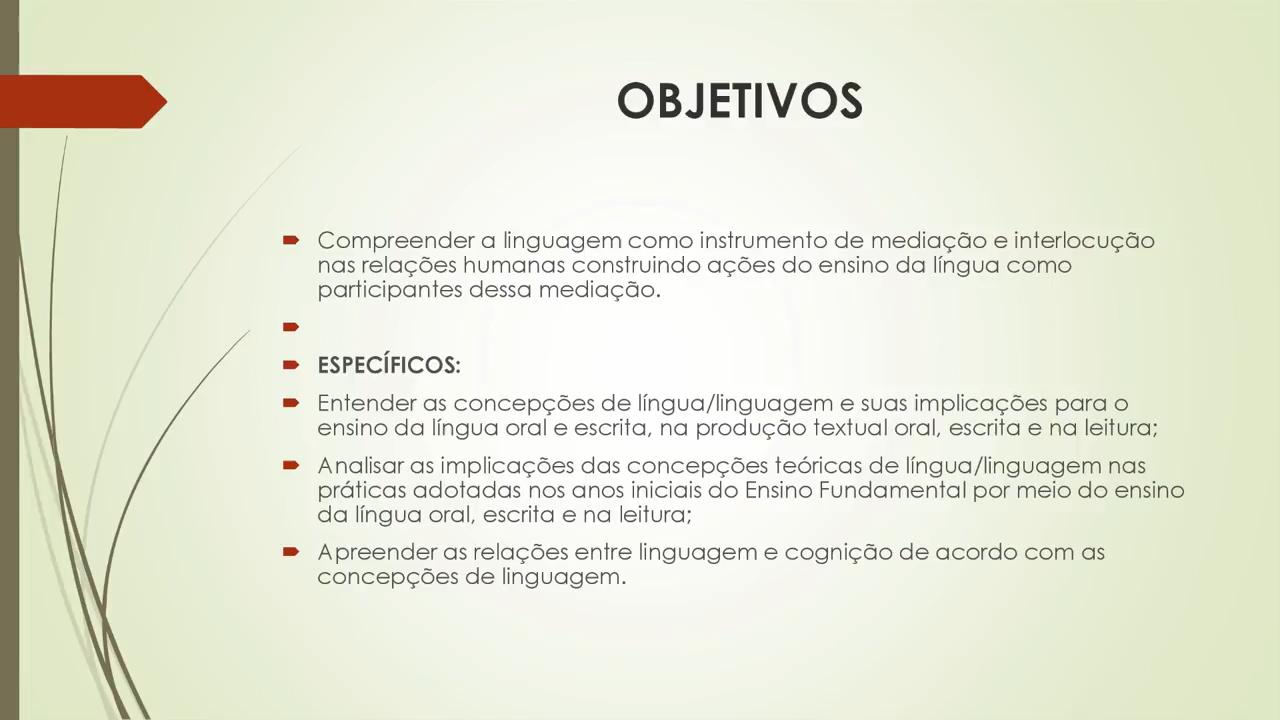 OBJETIVOS
Compreender a linguagem como instrumento de mediação e interlocução
nas relações humanas construindo ações do ensino da língua como
participantes dessa mediação.
ESPECÍFICOS:
Entender as concepções de língua/linguagem e suas implicações para o
ensino da língua oral e escrita, na produção textual oral, escrita e na leitura;
Analisar as implicações das concepções teóricas de língua/linguagem nas
práticas adotadas nos anos iniciais do Ensino Fundamental por meio do ensino
da língua oral, escrita e na leitura;
Apreender as relações entre linguagem e cognição de acordo com as
concepções de linguagem.